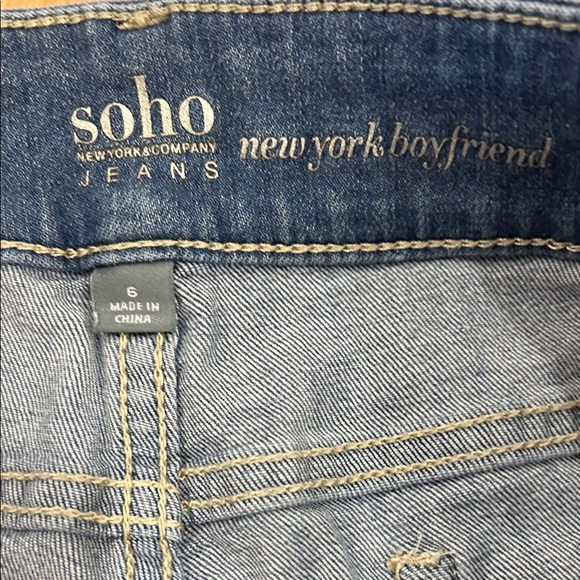 soho
NEW YORK & COMPANY
JEANS
new york boyfriend
6
MADE IN
CHINA